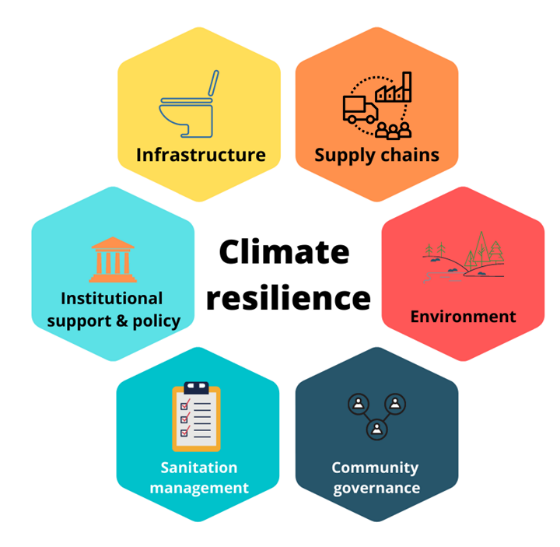 Infrastructure
Supply chains
Climate
resilience
Institutional
support & policy
Environment
Sanitation
management
Community
governance